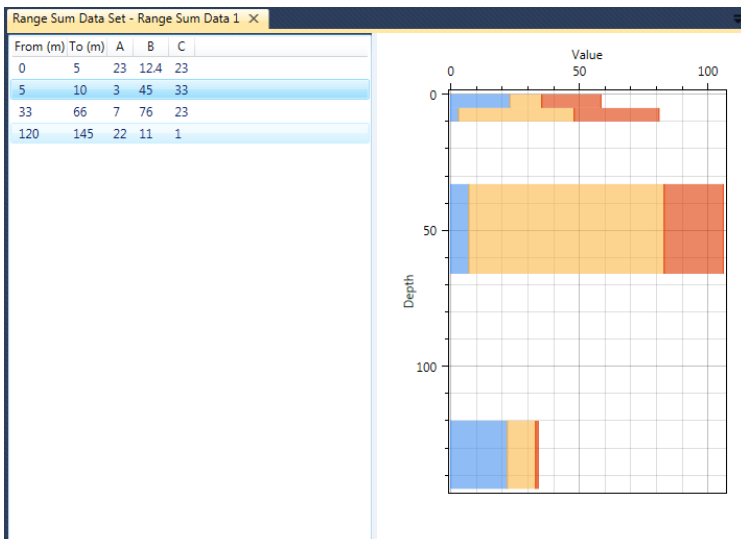 Range Sum Data Set - Range Sum Data 1
From (m) To (m) A B C
0 5 23 12.4 23
5 10 3 45 33
33 66 7 76 23
120 145 22 11 1
Value
0 50 100
0
50
100
Depth